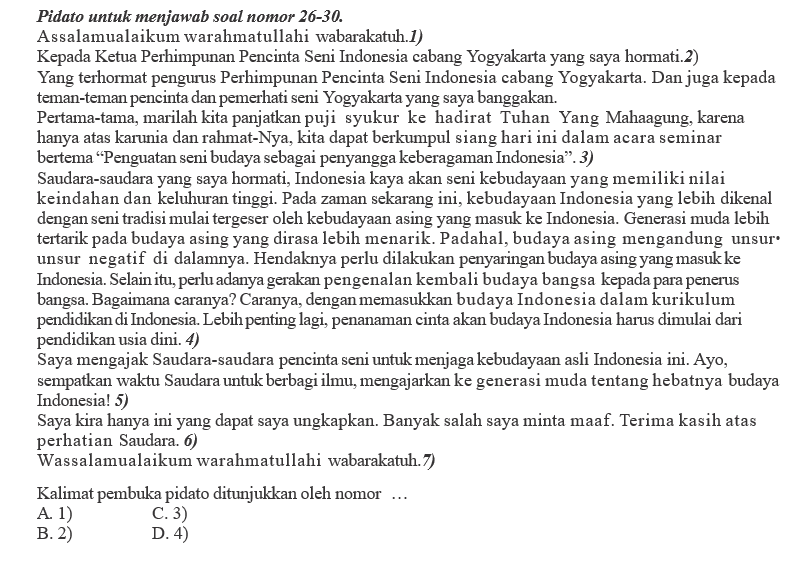 Pidato untuk menjawab soal nomor 26-30.
Assalamualaikum warahmatullahi wabarakatuh.1)
Kepada Ketua Perhimpunan Pencinta Seni Indonesia cabang Yogyakarta yang saya hormati.2)
Yang terhormat pengurus Perhimpunan Pencinta Seni Indonesia cabang Yogyakarta. Dan juga kepada
teman-teman pencinta dan pemerhati seni Yogyakarta yang saya banggakan.
Pertama-tama, marilah kita panjatkan puji syukur ke hadirat Tuhan Yang Mahaagung, karena
hanya atas karunia dan rahmat-Nya, kita dapat berkumpul siang hari ini dalam acara seminar
bertema “Penguatan seni budaya sebagai penyangga keberagaman Indonesia”. 3)
Saudara-saudara yang saya hormati, Indonesia kaya akan seni kebudayaan yang memiliki nilai
keindahan dan keluhuran tinggi. Pada zaman sekarang ini, kebudayaan Indonesia yang lebih dikenal
dengan seni tradisi mulai tergeser oleh kebudayaan asing yang masuk ke Indonesia. Generasi muda lebih
tertarik pada budaya asing yang dirasa lebih menarik. Padahal, budaya asing mengandung unsur•
unsur negatif di dalamnya. Hendaknya perlu dilakukan penyaringan budaya asing yang masuk ke
Indonesia. Selain itu, perlu adanya gerakan pengenalan kembali budaya bangsa kepada para penerus
bangsa. Bagaimana caranya? Caranya, dengan memasukkan budaya Indonesia dalam kurikulum
pendidikan di Indonesia. Lebih penting lagi, penanaman cinta akan budaya Indonesia harus dimulai dari
pendidikan usia dini. 4)
Saya mengajak Saudara-saudara pencinta seni untuk menjaga kebudayaan asli Indonesia ini. Ayo,
sempatkan waktu Saudara untuk berbagi ilmu, mengajarkan ke generasi muda tentang hebatnya budaya
Indonesia! 5)
Saya kira hanya ini yang dapat saya ungkapkan. Banyak salah saya minta maaf. Terima kasih atas
perhatian Saudara. 6)
Wassalamualaikum warahmatullahi wabarakatuh.7)
Kalimat pembuka pidato ditunjukkan oleh nomor …
A. 1) C. 3)
B. 2) D. 4)